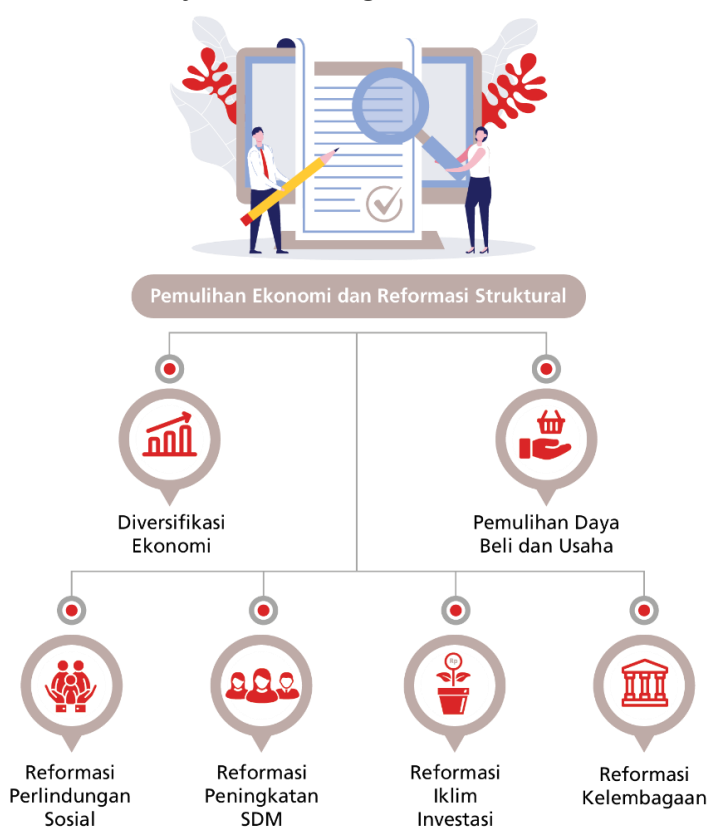 Pemulihan Ekonomi dan Reformasi Struktural
Diversifikasi
Ekonomi
Pemulihan Daya
Beli dan Usaha
Rp
Reformasi
Perlindungan
Sosial
Reformasi
Peningkatan
SDM
Reformasi
Iklim
Investasi
Reformasi
Kelembagaan